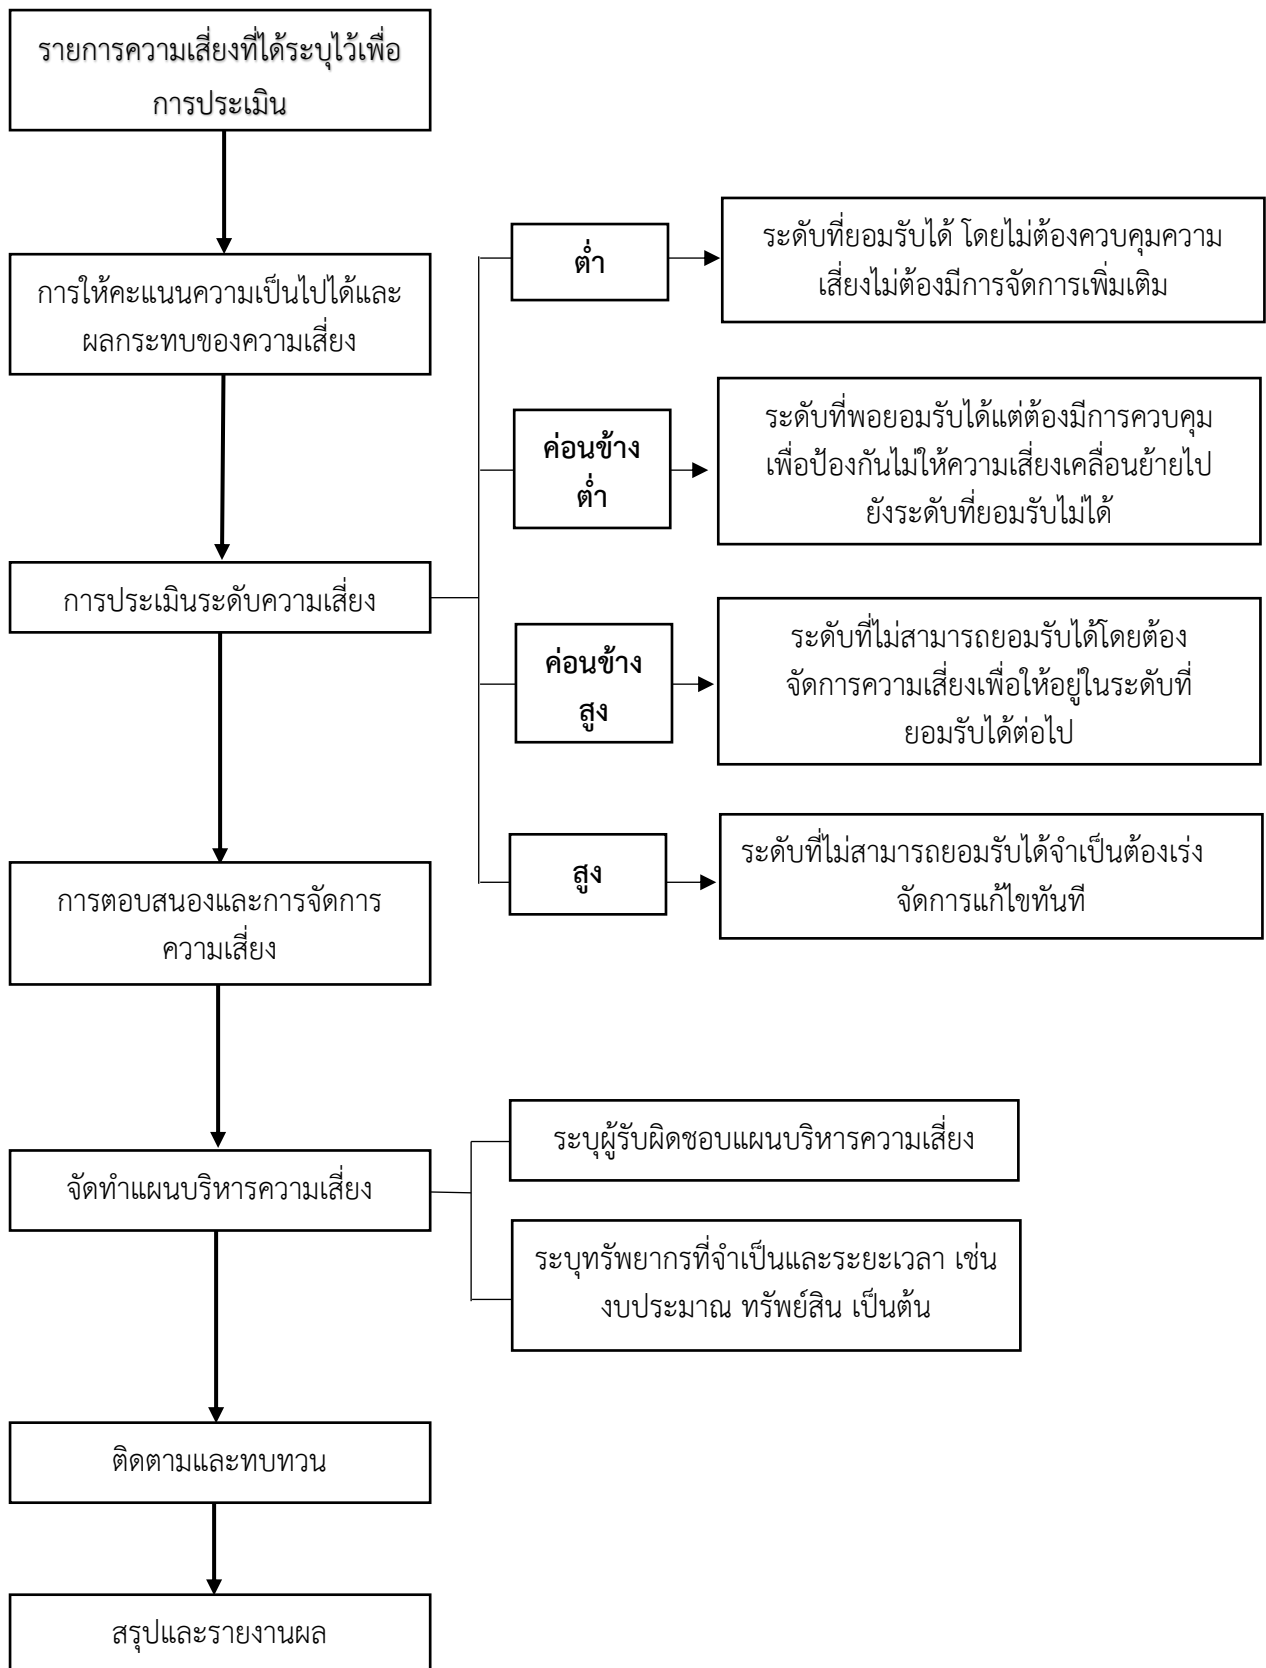 รายการความเสี่ยงที่ได้ระบุไว้เพื่อ
การประเมิน
การให้คะแนนความเป็นไปได้และ
ผลกระทบของความเสี่ยง
ต่ำ
ระดับที่ยอมรับได้ โดยไม่ต้องควบคุมความ
เสี่ยงไม่ต้องมีการจัดการเพิ่มเติม
ค่อนข้าง
ต่ำ
ระดับที่พอยอมรับได้แต่ต้องมีการควบคุม
เพื่อป้องกันไม่ให้ความเสี่ยงเคลื่อนย้ายไป
ยังระดับที่ยอมรับไม่ได้
การประเมินระดับความเสี่ยง
ค่อนข้าง
สูง
ระดับที่ไม่สามารถยอมรับได้โดยต้อง
จัดการความเสี่ยงเพื่อให้อยู่ในระดับที่
ยอมรับได้ต่อไป
สูง
ระดับที่ไม่สามารถยอมรับได้จำเป็นต้องเร่ง
จัดการแก้ไขทันที
การตอบสนองและการจัดการ
ความเสี่ยง
จัดทำแผนบริหารความเสี่ยง
ระบุผู้รับผิดชอบแผนบริหารความเสี่ยง
ระบุทรัพยากรที่จำเป็นและระยะเวลา เช่น
งบประมาณ ทรัพย์สิน เป็นต้น
ติดตามและทบทวน
สรุปและรายงานผล